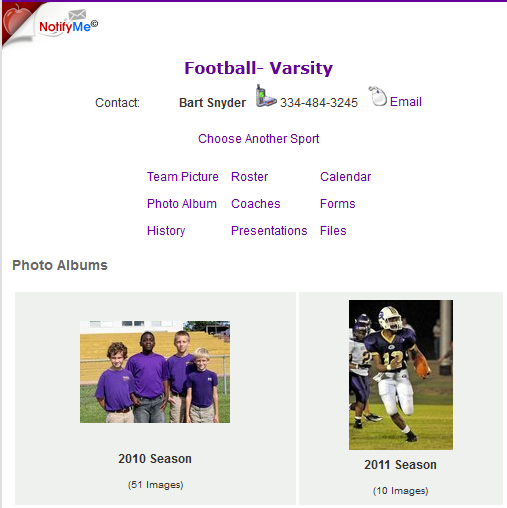 NotifyMe©
Football- Varsity
Contact: Bart Snyder 334-484-3245 Email
Choose Another Sport
Team Picture Roster Calendar
Photo Album Coaches Forms
History Presentations Files
Photo Albums
12
2010 Season
(51 Images)
2011 Season
(10 Images)